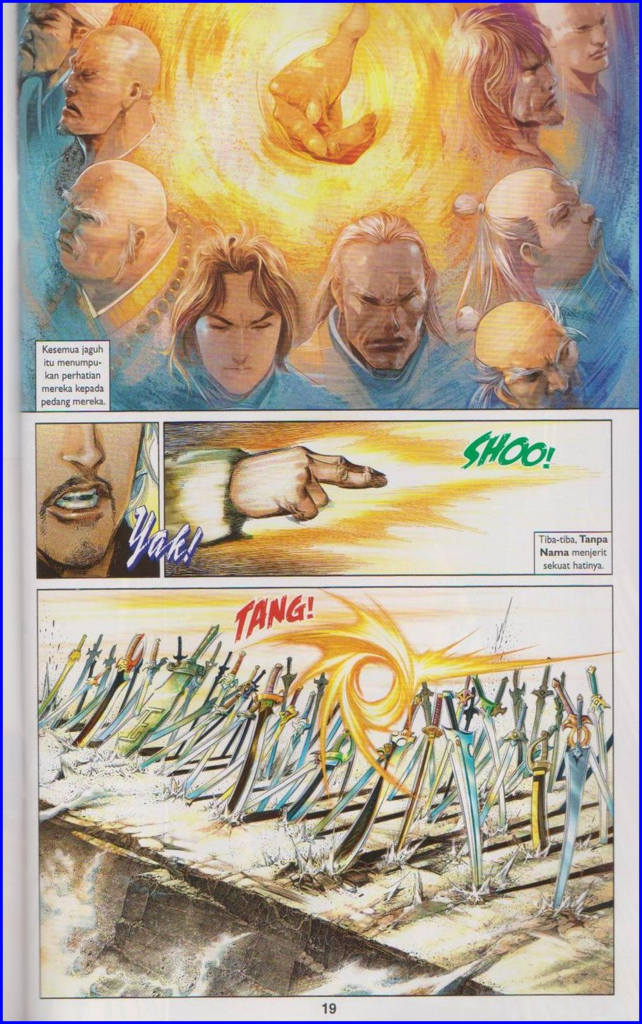 Kesemua jaguh
itu menumpu-
kan perhatian
mereka kepada
pedang mereka.
Yak!
SHOO!
Tiba-tiba, Tanpa
Nama menjerit
sekuat hatinya.
TANG!
19